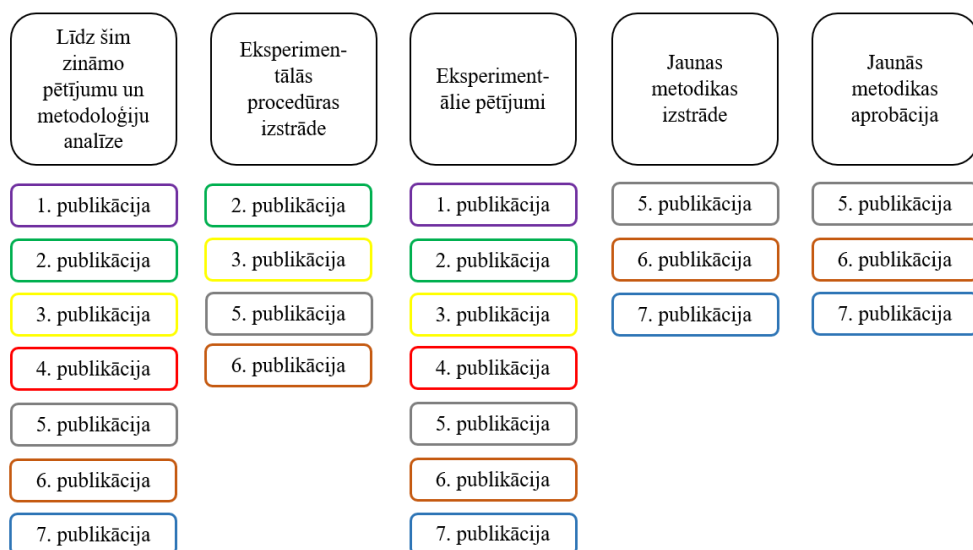 Līdz šim
zināmo
pētījumu un
metodoloģiju
analīze
1. publikācija
2. publikācija
3. publikācija
4. publikācija
5. publikācija
6. publikācija
7. publikācija
Eksperimen-
tālās
procedūras
izstrāde
2. publikācija
3. publikācija
5. publikācija
6. publikācija
Eksperiment-
ālie pētījumi
1. publikācija
2. publikācija
3. publikācija
4. publikācija
5. publikācija
6. publikācija
7. publikācija
Jaunas
metodikas
izstrāde
5. publikācija
6. publikācija
7. publikācija
Jaunās
metodikas
aprobācija
5. publikācija
6. publikācija
7. publikācija